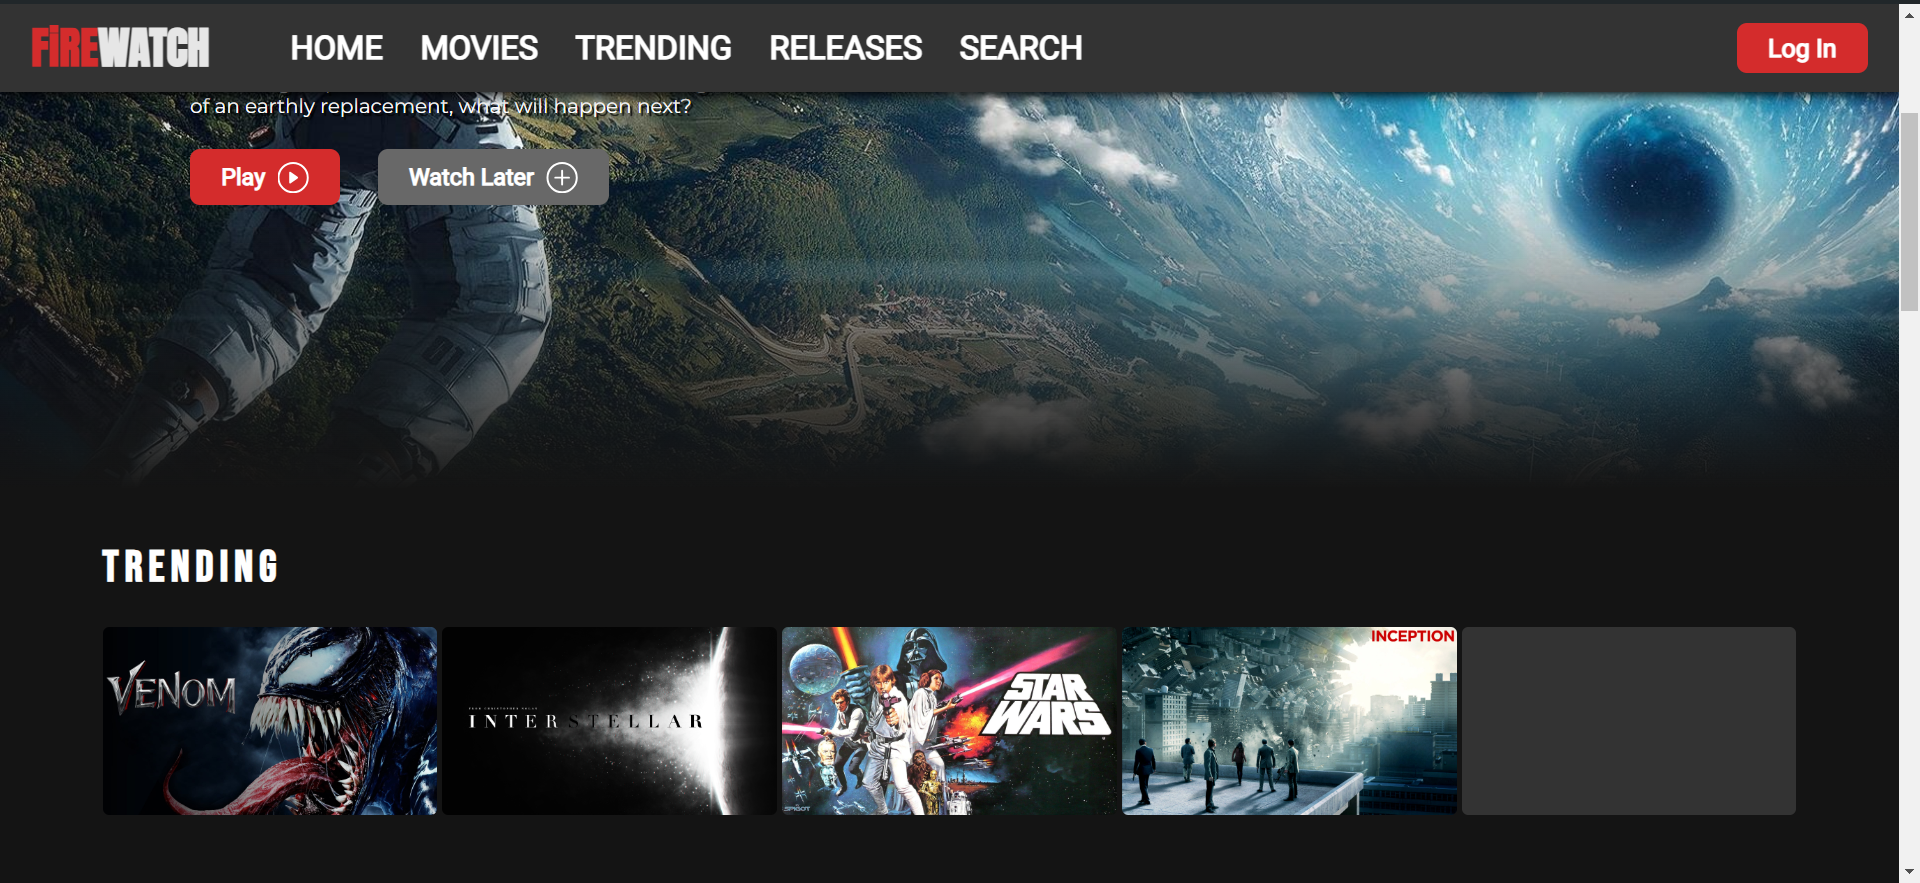 FIREWATCH
HOME MOVIES TRENDING RELEASES SEARCH
Log In
of an earthly replacement, what will happen next?
Play
Watch Later
TRENDING
VENOM
INTERSTELLAR
STAR
WARS
INCEPTION